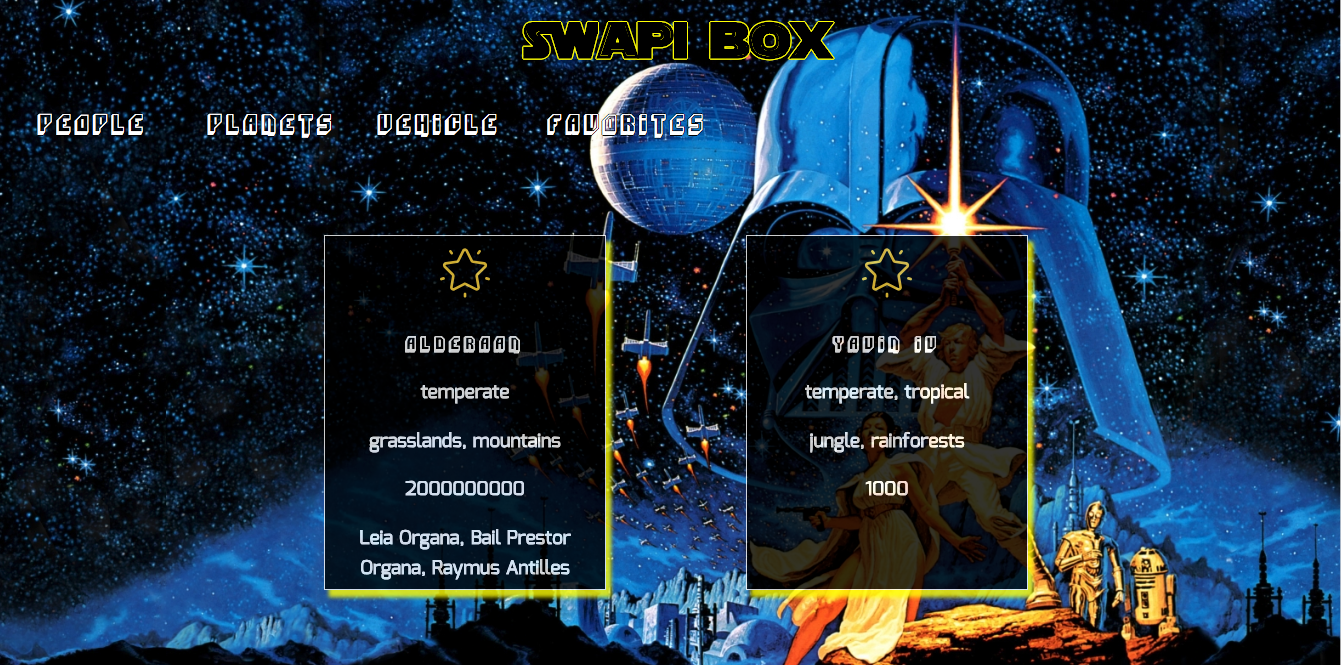 SWAPI BOX
PEOPLE PLANETS VEHICLE FAVORITES
ALDERAAN
temperate
grasslands, mountains
2000000000
Leia Organa, Bail Prestor
Organa, Raymus Antilles
YAVIN IV
temperate, tropical
jungle, rainforests
1000